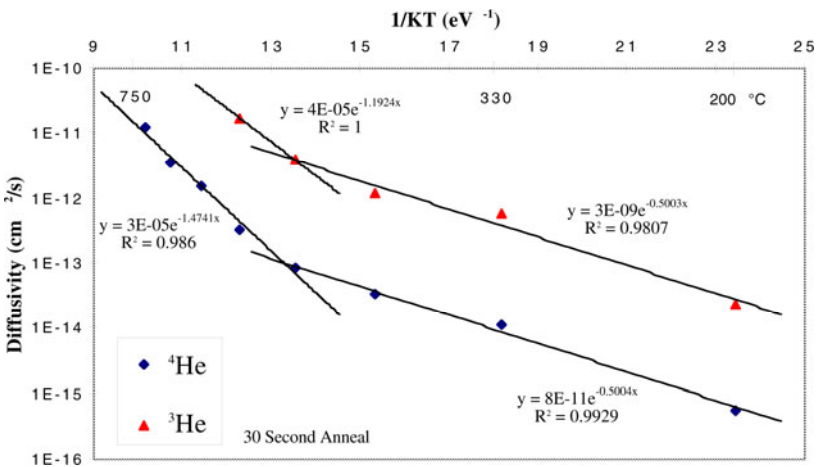 1/KT (eV ⁻¹)
9 11 13 15 17 19 21 23 25
1E-10
1E-11
1E-12
1E-13
1E-14
1E-15
1E-16
Diffusivity (cm ²/s)
750 330 200 °C
y = 4E-05e^-1.1924x
R² = 1
y = 3E-09e^-0.5003x
R² = 0.9807
y = 3E-05e^-1.4741x
R² = 0.986
y = 8E-11e^-0.5004x
R² = 0.9929
⁴He
³He
30 Second Anneal